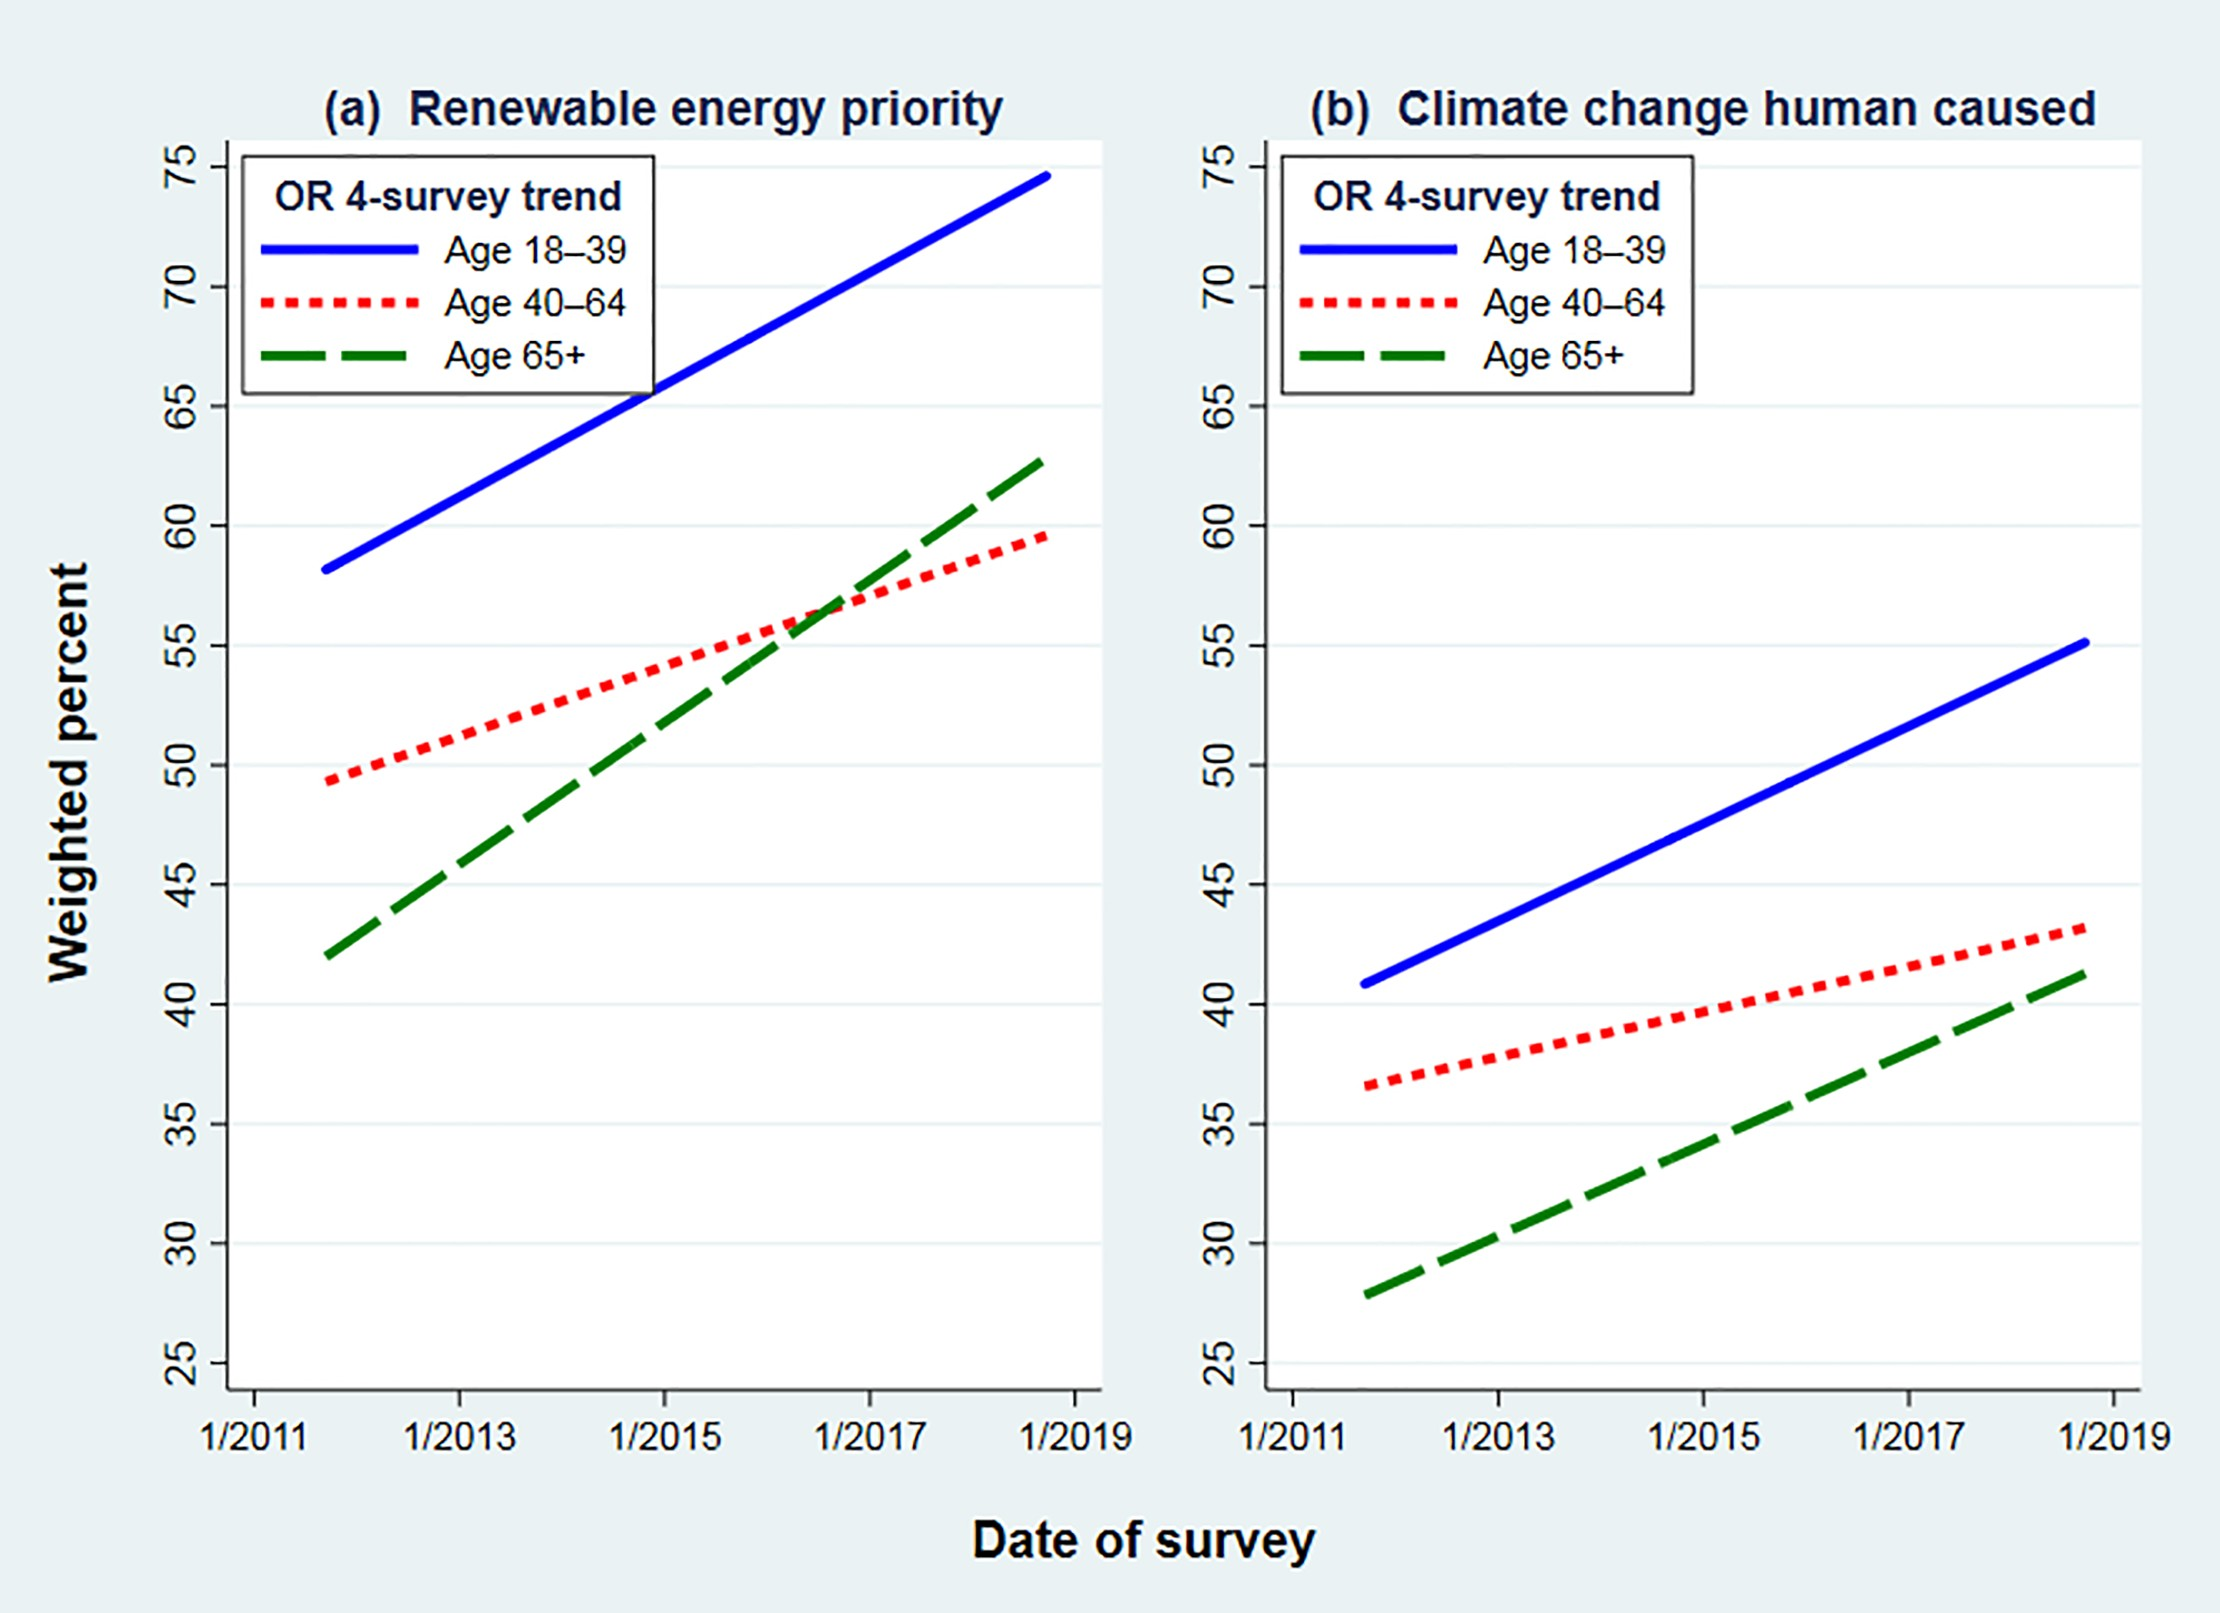 (a) Renewable energy priority
OR 4-survey trend
Age 18–39
Age 40–64
Age 65+
75
70
65
60
55
50
45
40
35
30
25
1/2011 1/2013 1/2015 1/2017 1/2019
(b) Climate change human caused
OR 4-survey trend
Age 18–39
Age 40–64
Age 65+
75
70
65
60
55
50
45
40
35
30
25
1/2011 1/2013 1/2015 1/2017 1/2019
Weighted percent
Date of survey